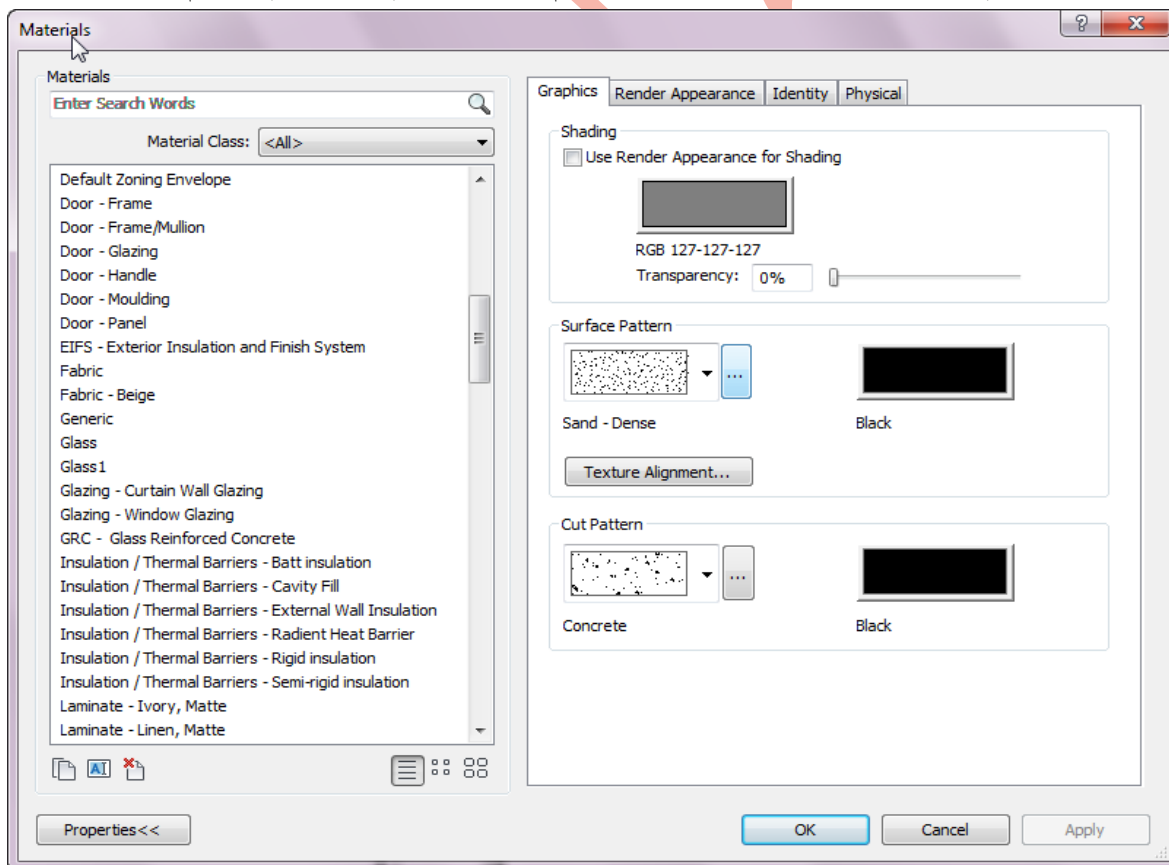 Materials
Materials
Enter Search Words
Material Class: <All>
Default Zoning Envelope
Door - Frame
Door - Frame/Mullion
Door - Glazing
Door - Handle
Door - Moulding
Door - Panel
EIFS - Exterior Insulation and Finish System
Fabric
Fabric - Beige
Generic
Glass
Glass1
Glazing - Curtain Wall Glazing
Glazing - Window Glazing
GRC - Glass Reinforced Concrete
Insulation / Thermal Barriers - Batt insulation
Insulation / Thermal Barriers - Cavity Fill
Insulation / Thermal Barriers - External Wall Insulation
Insulation / Thermal Barriers - Radient Heat Barrier
Insulation / Thermal Barriers - Rigid insulation
Insulation / Thermal Barriers - Semi-rigid insulation
Laminate - Ivory, Matte
Laminate - Linen, Matte
AI
Properties<<
Graphics Render Appearance Identity Physical
Shading
Use Render Appearance for Shading
RGB 127-127-127
Transparency: 0%
Surface Pattern
...
Sand - Dense Black
Texture Alignment...
Cut Pattern
...
Concrete Black
OK Cancel Apply